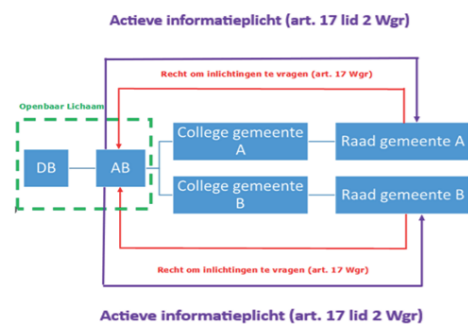 Actieve informatieplicht (art. 17 lid 2 Wgr)
Recht om inlichtingen te vragen (art. 17 Wgr)
Openbaar Lichaam
DB
AB
College gemeente
A
Raad gemeente A
College gemeente
B
Raad gemeente B
Recht om inlichtingen te vragen (art. 17 Wgr)
Actieve informatieplicht (art. 17 lid 2 Wgr)